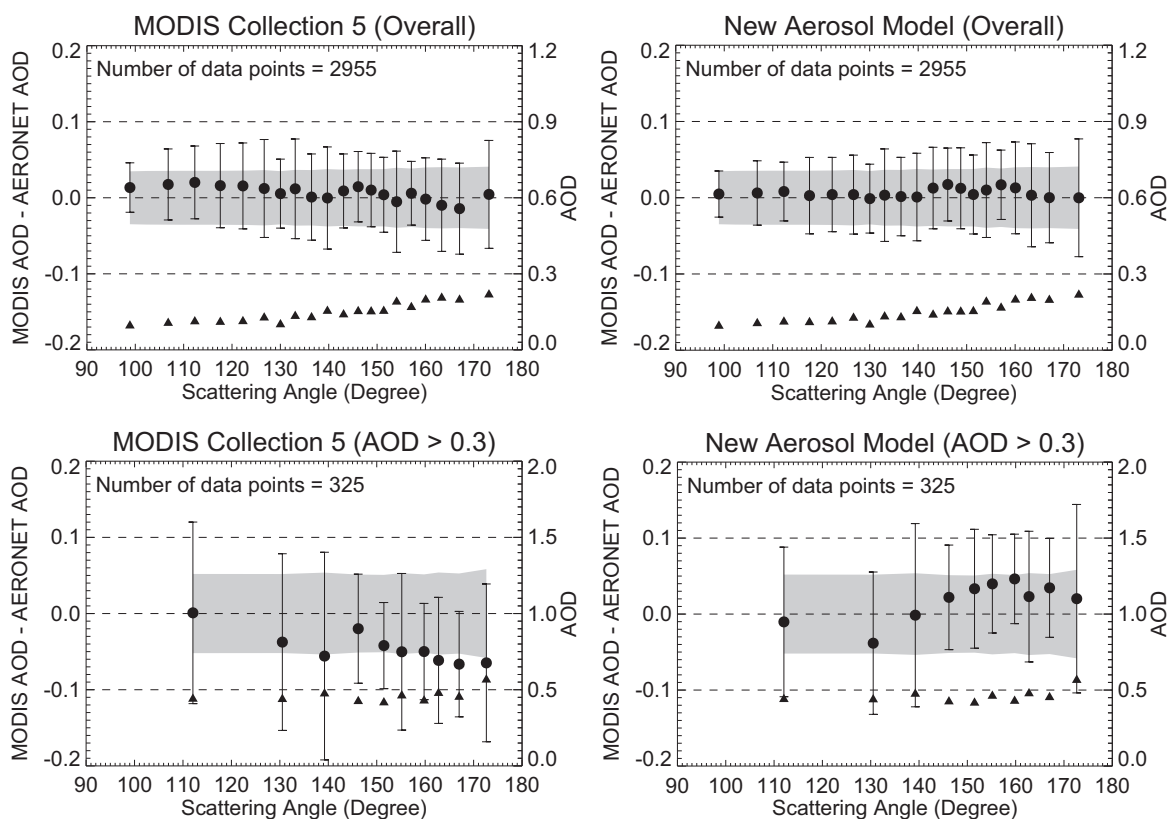 MODIS Collection 5 (Overall)
Number of data points = 2955
MODIS AOD - AERONET AOD
0.2
0.1
0.0
-0.1
-0.2
AOD
1.2
0.9
0.6
0.3
0.0
90 100 110 120 130 140 150 160 170 180
Scattering Angle (Degree)
New Aerosol Model (Overall)
Number of data points = 2955
MODIS AOD - AERONET AOD
0.2
0.1
0.0
-0.1
-0.2
AOD
1.2
0.9
0.6
0.3
0.0
90 100 110 120 130 140 150 160 170 180
Scattering Angle (Degree)
MODIS Collection 5 (AOD > 0.3)
Number of data points = 325
MODIS AOD - AERONET AOD
0.2
0.1
0.0
-0.1
-0.2
AOD
2.0
1.5
1.0
0.5
0.0
90 100 110 120 130 140 150 160 170 180
Scattering Angle (Degree)
New Aerosol Model (AOD > 0.3)
Number of data points = 325
MODIS AOD - AERONET AOD
0.2
0.1
0.0
-0.1
-0.2
AOD
2.0
1.5
1.0
0.5
0.0
90 100 110 120 130 140 150 160 170 180
Scattering Angle (Degree)